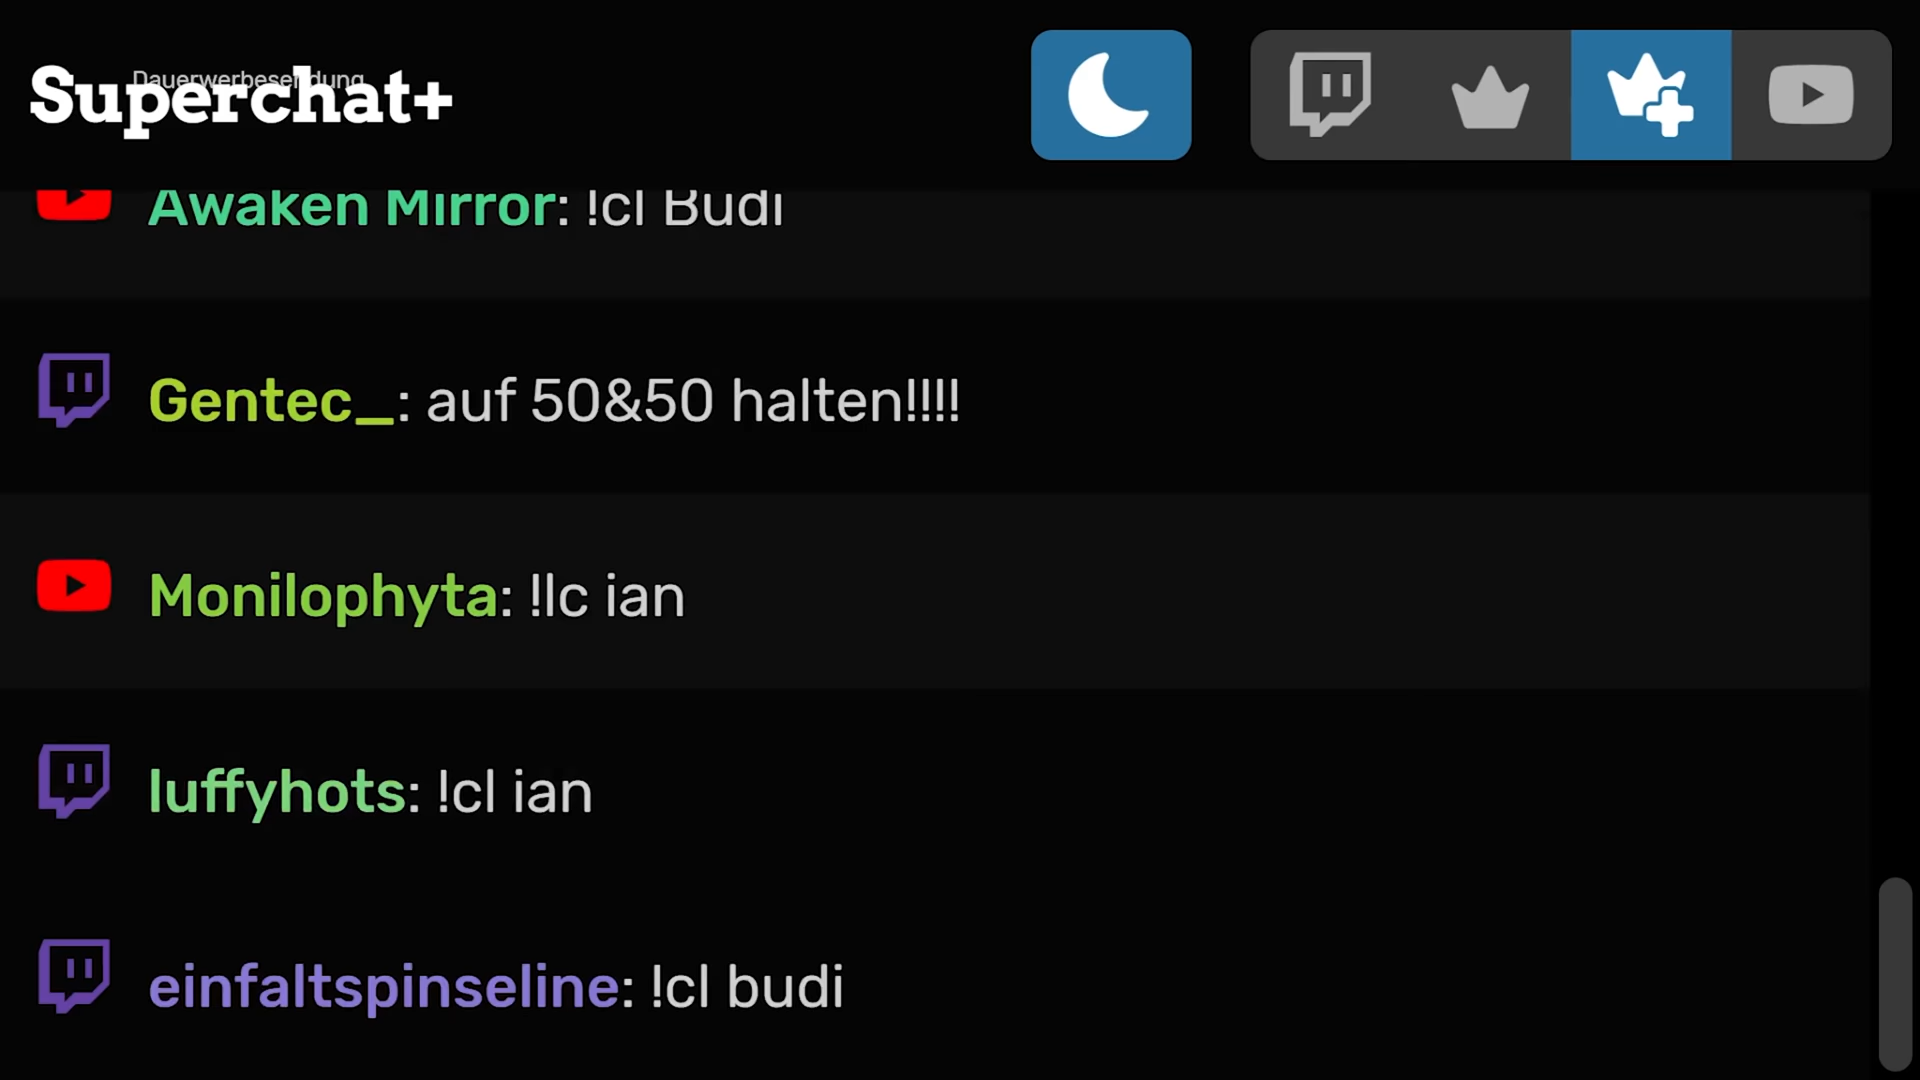 Dauerwerbesendung
Superchat+
Awaken Mirror: !cl Budi
Gentec_: auf 50&50 halten!!!!
Monilophyta: !lc ian
luffyhots: !cl ian
einfaltspinseline: !cl budi